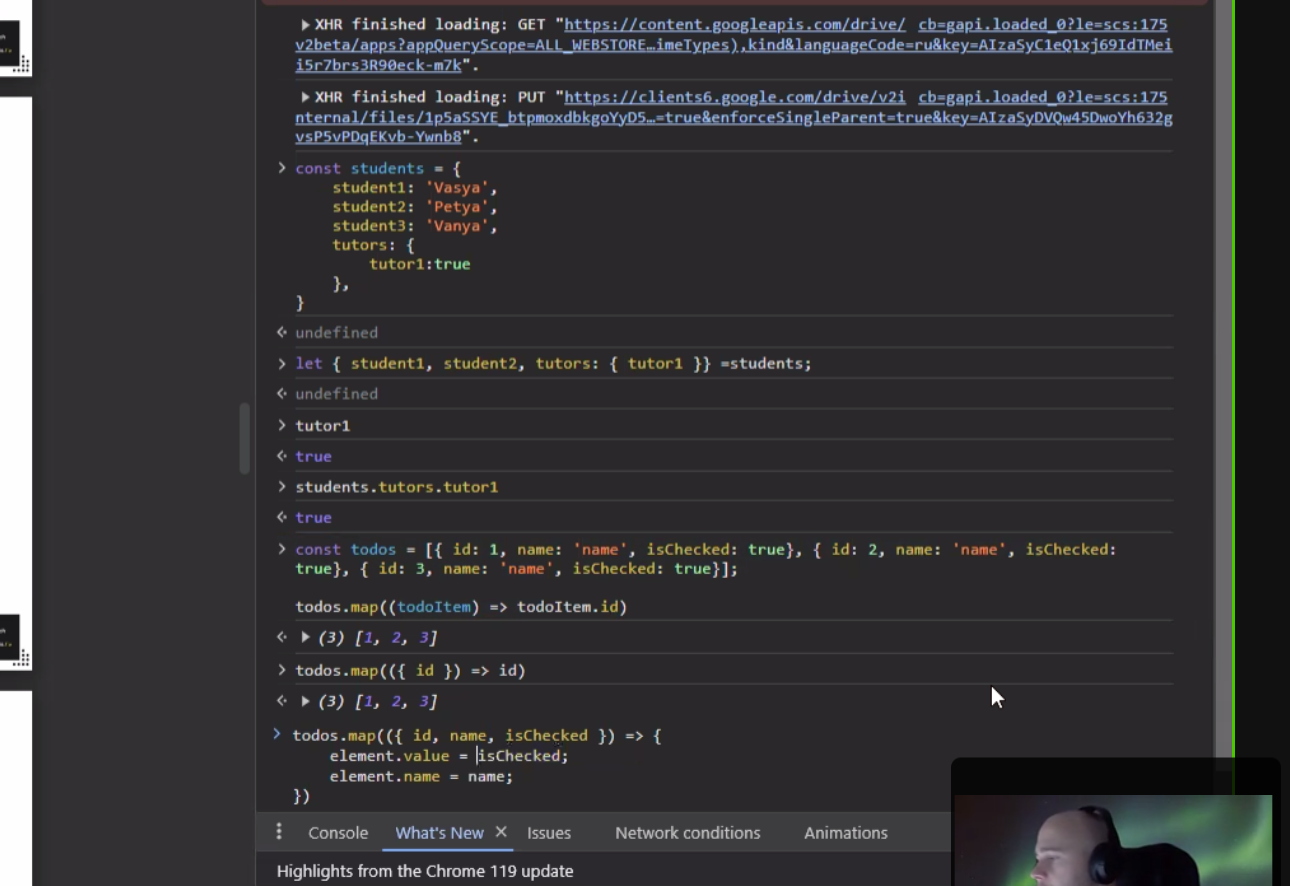 ▶XHR finished loading: GET "https://content.googleapis.com/drive/ cb=gapi.loaded_0?le=scs:175
v2beta/apps?appQueryScope=ALL_WEBSTORE…imeTypes),kind&languageCode=ru&key=AIzaSyC1eQ1xj69IdTMei
i5r7brs3R90eck-m7k".
▶XHR finished loading: PUT "https://clients6.google.com/drive/v2i cb=gapi.loaded_0?le=scs:175
nternal/files/1p5aSSYE_btpmoxdbkgoYyD5…=true&enforceSingleParent=true&key=AIzaSyDVQw45DwoYh632g
vsP5vPDqEKvb-Ywnb8".
> const students = {
student1: 'Vasya',
student2: 'Petya',
student3: 'Vanya',
tutors: {
tutor1:true
},
}
undefined
> let { student1, student2, tutors: { tutor1 }} =students;
undefined
> tutor1
true
> students.tutors.tutor1
true
> const todos = [{ id: 1, name: 'name', isChecked: true}, { id: 2, name: 'name', isChecked:
true}, { id: 3, name: 'name', isChecked: true}];
todos.map((todoItem) => todoItem.id)
▶ (3) [1, 2, 3]
> todos.map(({ id }) => id)
▶ (3) [1, 2, 3]
> todos.map(({ id, name, isChecked }) => {
element.value = isChecked;
element.name = name;
})
Console What's New × Issues Network conditions Animations
Highlights from the Chrome 119 update